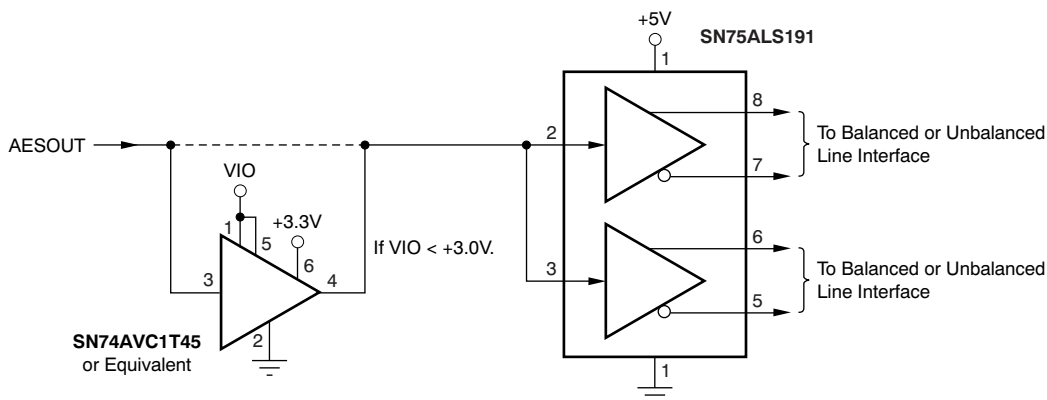 +5V
SN75ALS191
1
8
AESOUT
2
To Balanced or Unbalanced
Line Interface
7
VIO
+3.3V
1
5
6
If VIO < +3.0V.
3
4
6
3
To Balanced or Unbalanced
Line Interface
5
2
SN74AVC1T45
or Equivalent
1